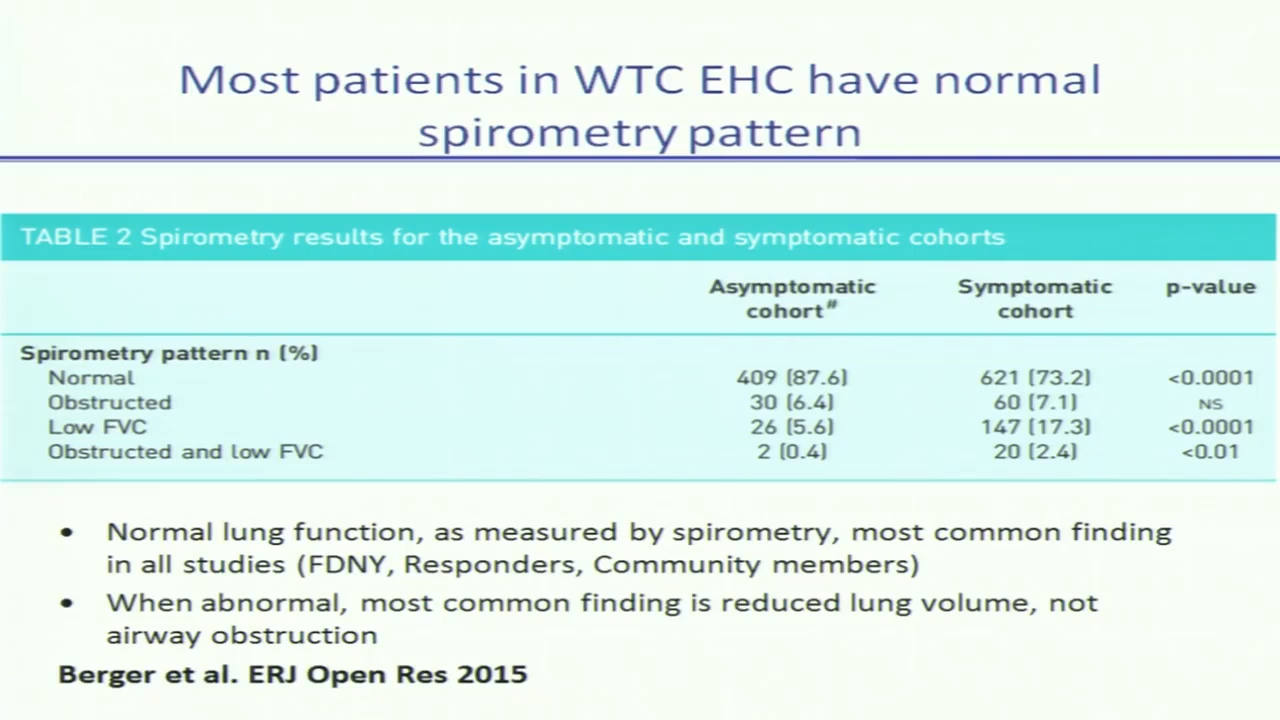 Most patients in WTC EHC have normal
spirometry pattern
TABLE 2 Spirometry results for the asymptomatic and symptomatic cohorts
Asymptomatic cohort# Symptomatic cohort p-value
Spirometry pattern n (%)
Normal 409 (87.6) 621 (73.2) <0.0001
Obstructed 30 (6.4) 60 (7.1) NS
Low FVC 26 (5.6) 147 (17.3) <0.0001
Obstructed and low FVC 2 (0.4) 20 (2.4) <0.01
• Normal lung function, as measured by spirometry, most common finding
in all studies (FDNY, Responders, Community members)
• When abnormal, most common finding is reduced lung volume, not
airway obstruction
Berger et al. ERJ Open Res 2015